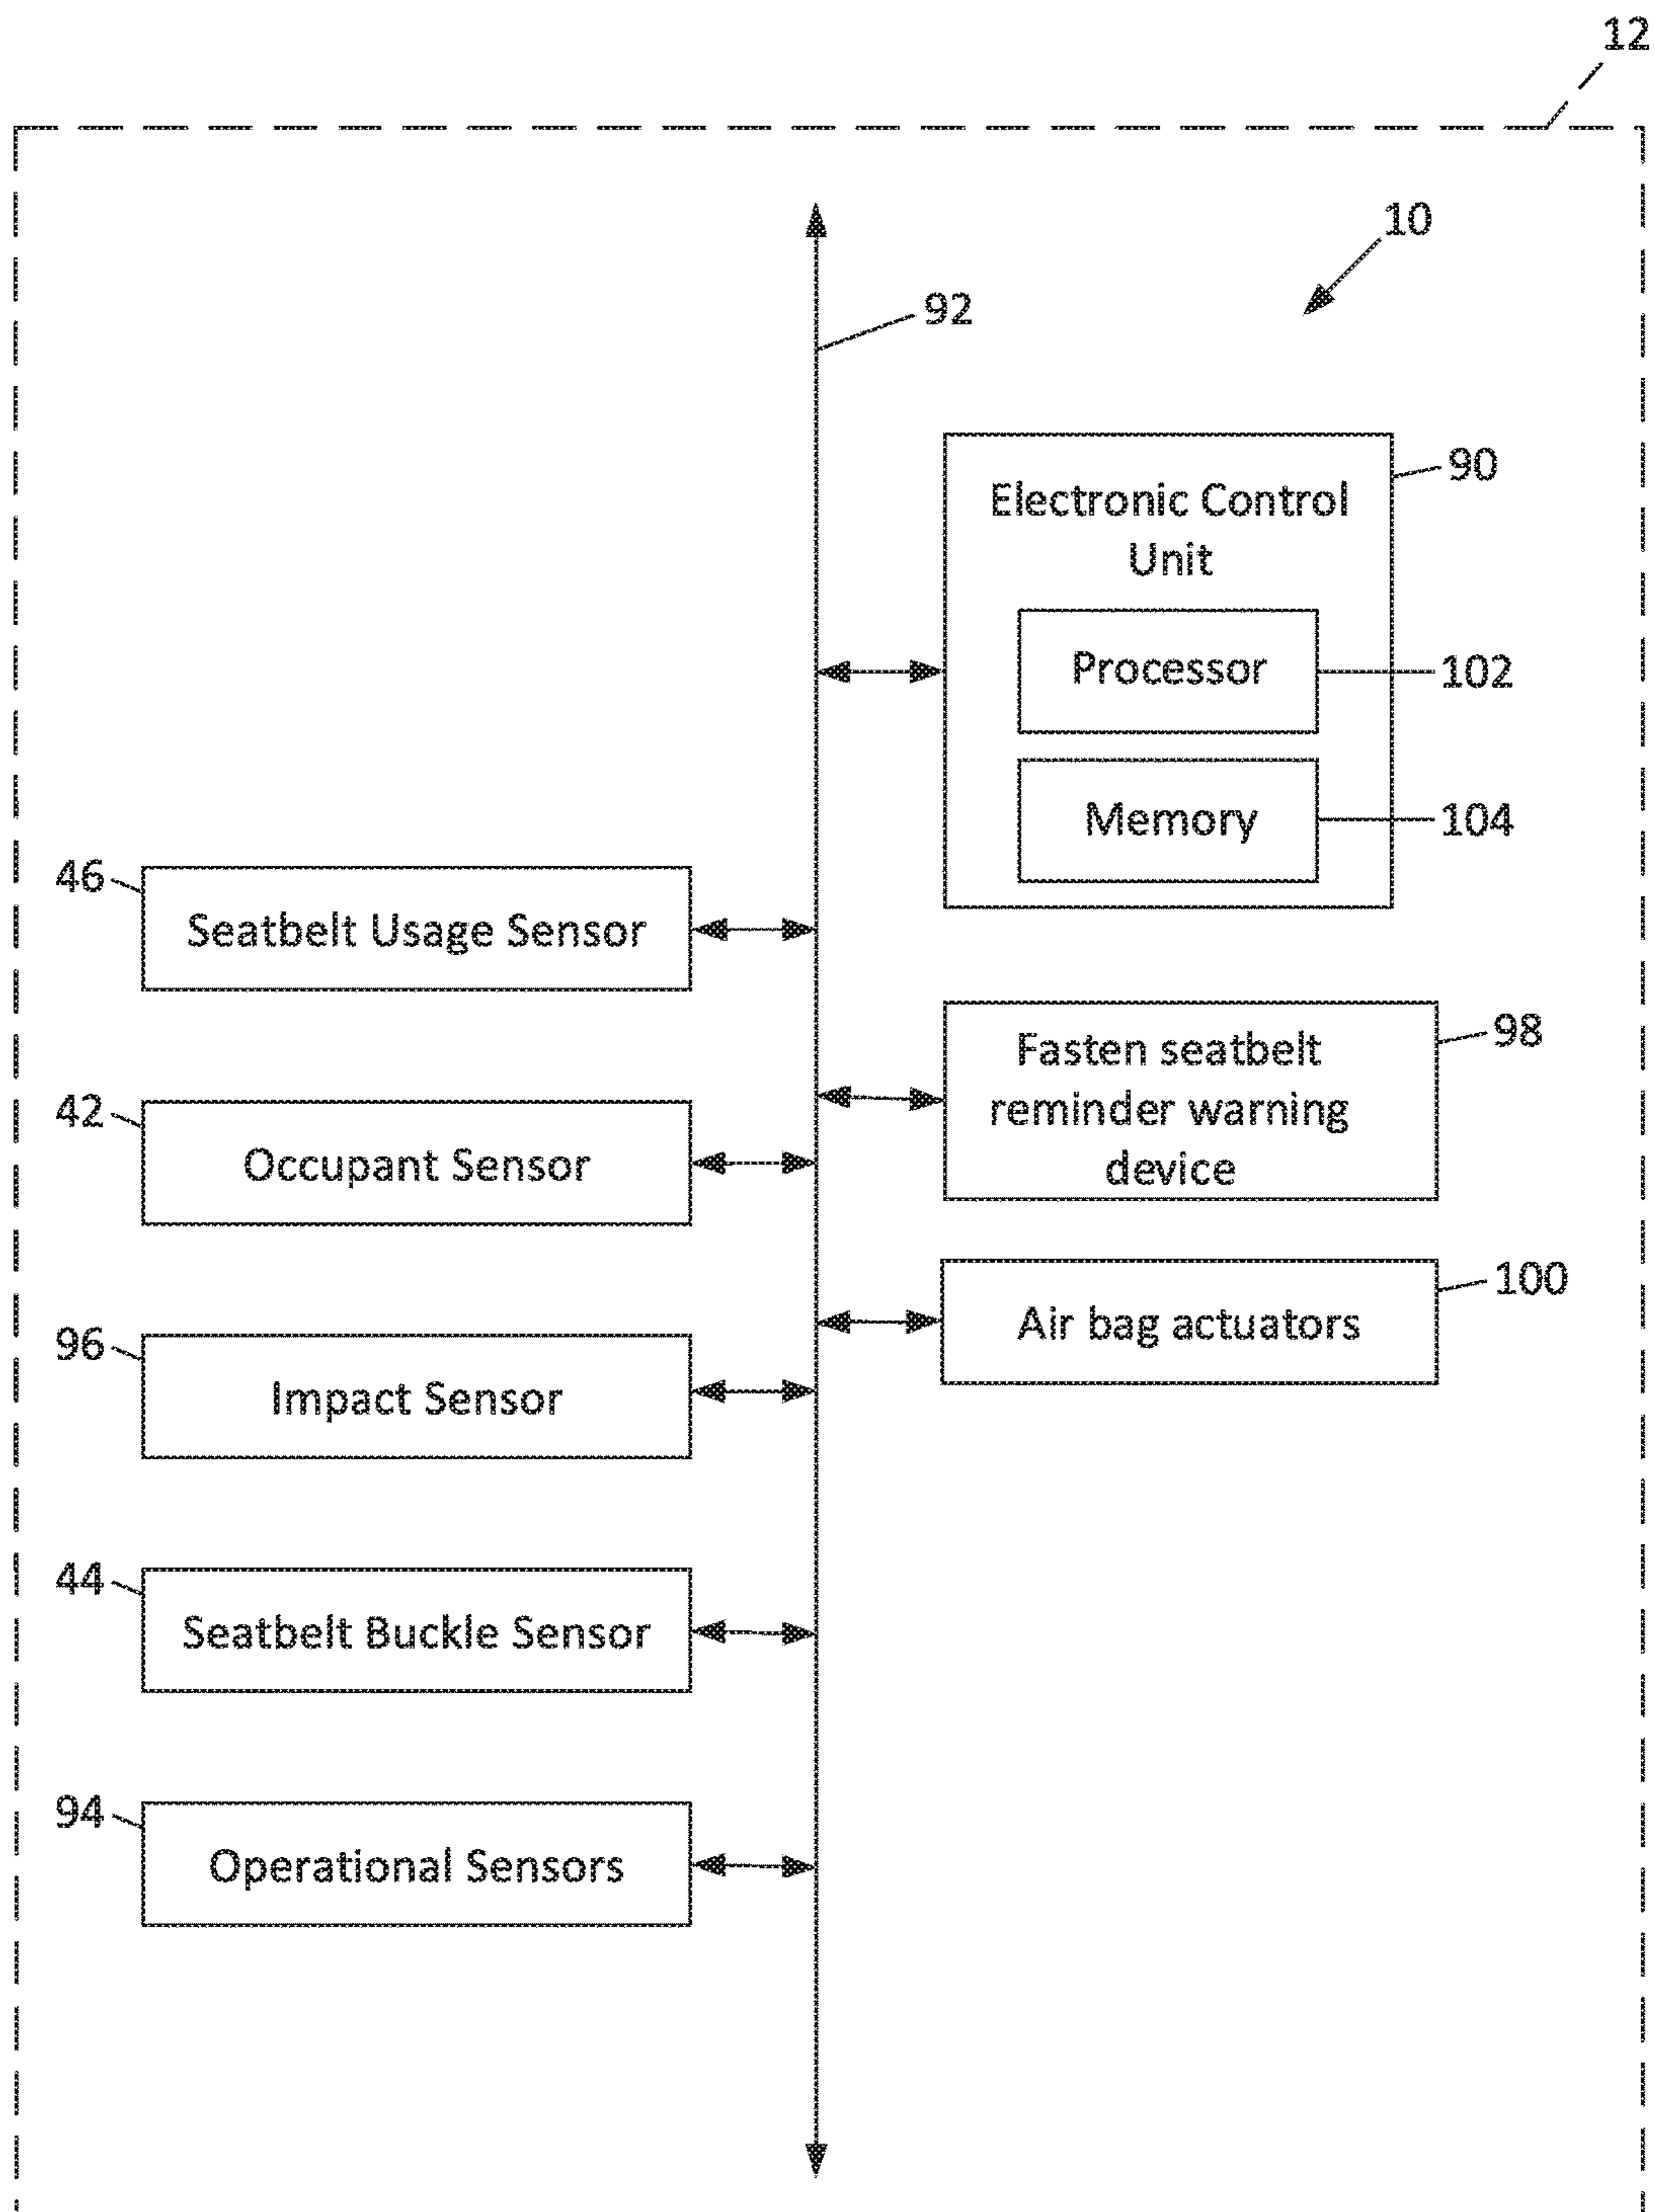 12
10
92
90
Electronic Control
Unit
Processor
102
Memory
104
46
Seatbelt Usage Sensor
98
Fasten seatbelt
reminder warning
device
42
Occupant Sensor
100
Air bag actuators
96
Impact Sensor
44
Seatbelt Buckle Sensor
94
Operational Sensors